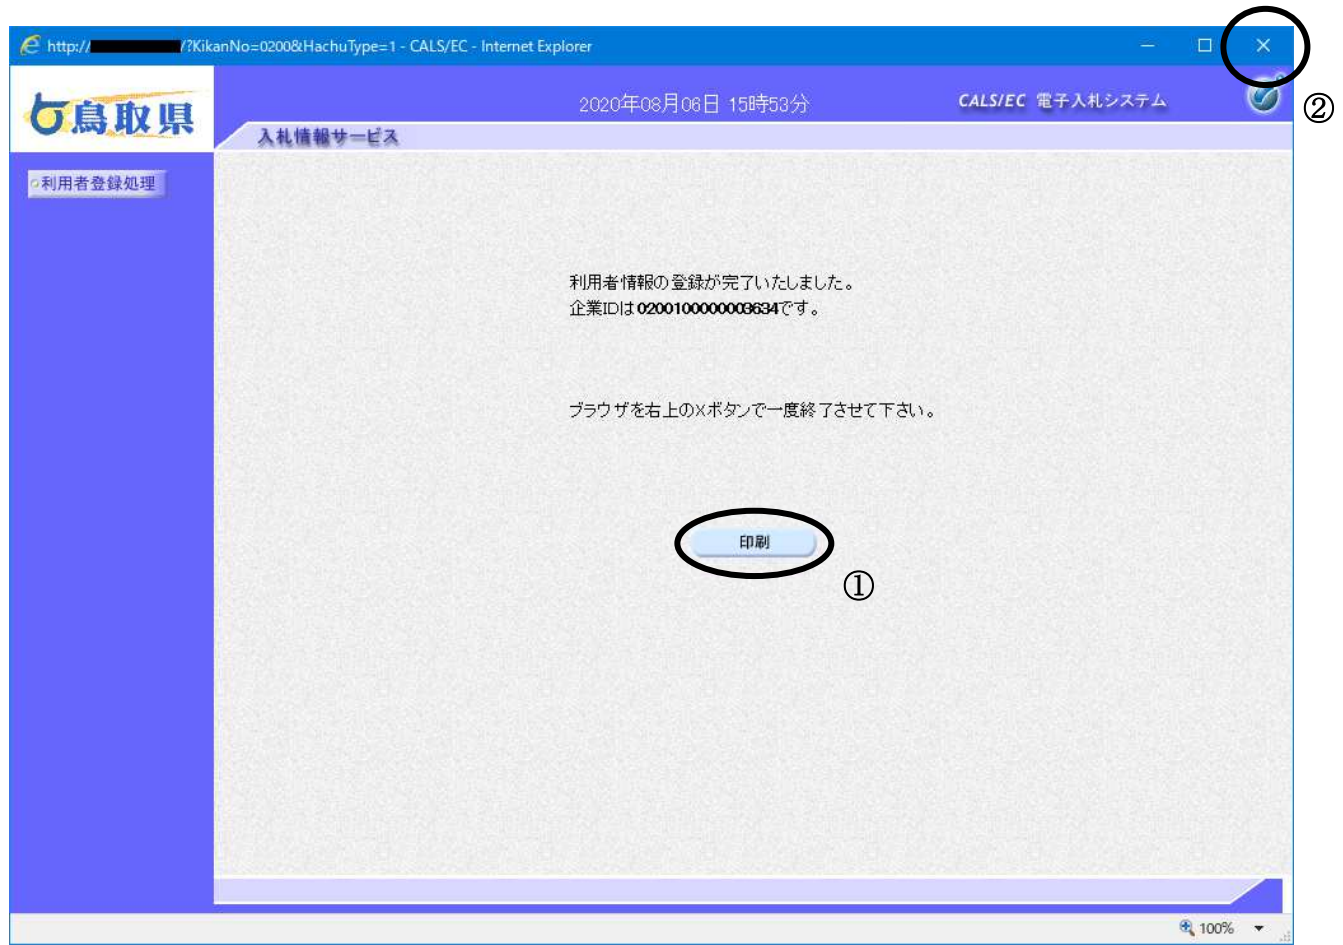 http:// /?KikanNo=0200&HachuType=1 - CALS/EC - Internet Explorer
鳥取県
2020年08月06日 15時53分
CALS/EC 電子入札システム
②
入札情報サービス
利用者登録処理
利用者情報の登録が完了いたしました。
企業IDは0200100000003634です。
ブラウザを右上の×ボタンで一度終了させて下さい。
印刷
①
100%